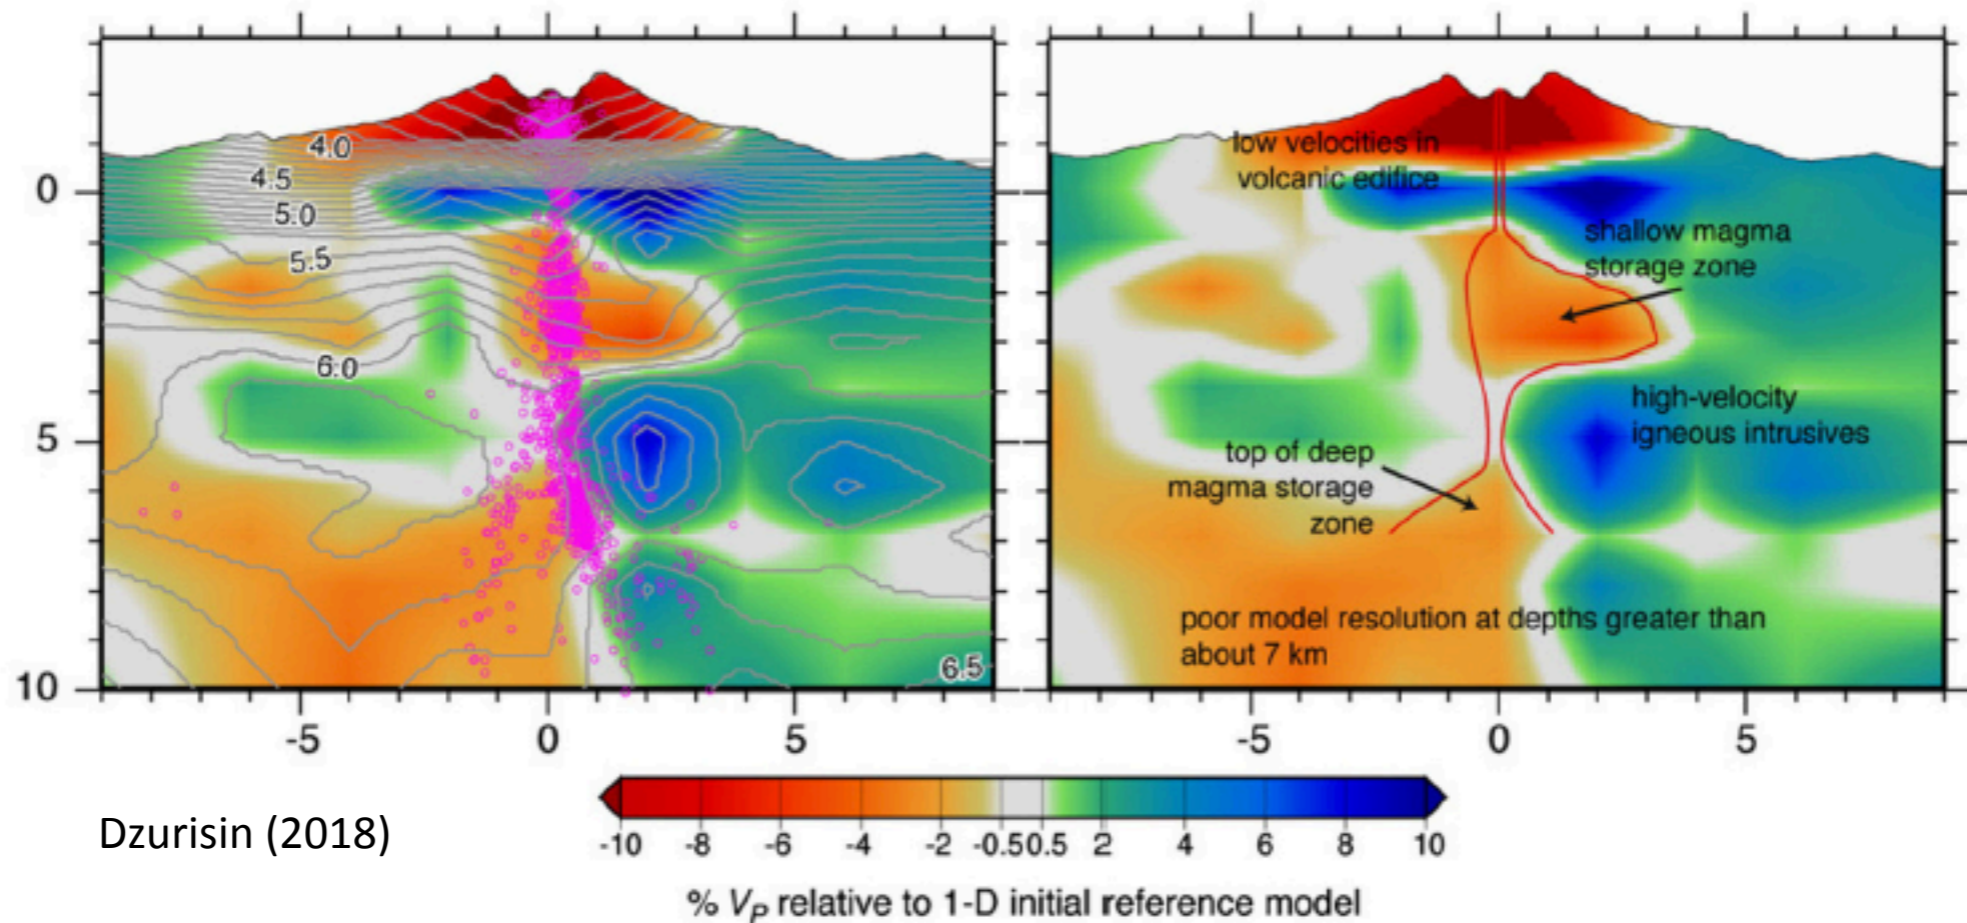 4.0
4.5
0
5.0
5.5
6.0
5
10
6.5
-5
0
5
low velocities in
volcanic edifice
shallow magma
storage zone
high-velocity
igneous intrusives
top of deep
magma storage
zone
poor model resolution at depths greater than
about 7 km
-5
0
5
Dzurisin (2018)
-10 -8 -6 -4 -2 -0.5 0.5 2 4 6 8 10
% VP relative to 1-D initial reference model